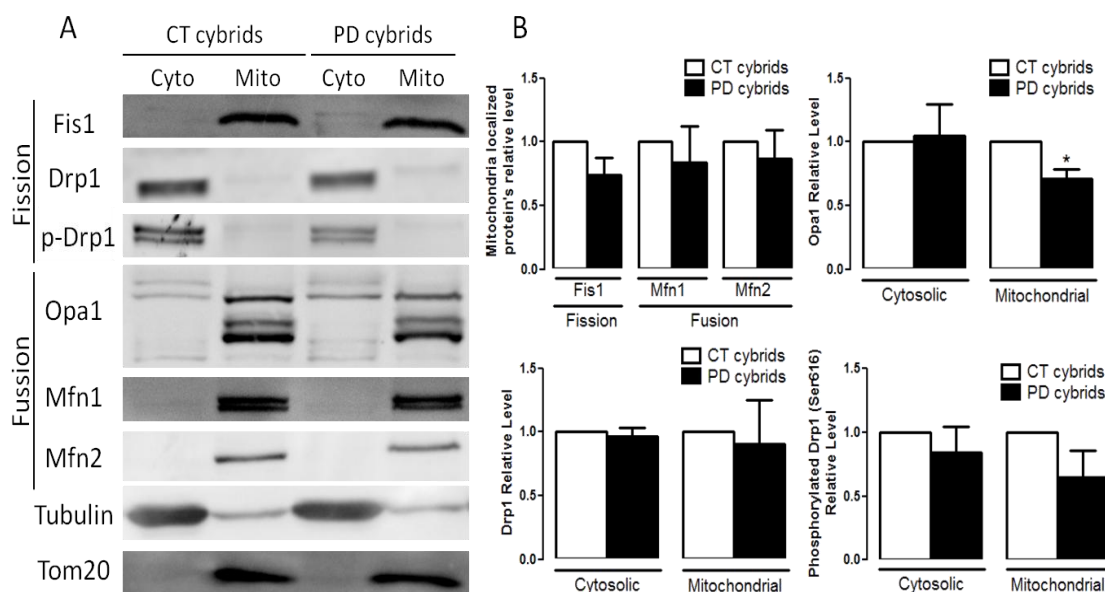 A
CT cybrids PD cybrids
Cyto Mito Cyto Mito
Fission
Fis1
Drp1
p-Drp1
Fussion
Opa1
Mfn1
Mfn2
Tubulin
Tom20
B
Mitochondria localized
protein's relative level
CT cybrids
PD cybrids
1.5
1.0
0.5
0.0
Fis1 Mfn1 Mfn2
Fission Fusion
Opa1 Relative Level
CT cybrids
PD cybrids
1.5
1.0
0.5
0.0
*
Cytosolic Mitochondrial
Drp1 Relative Level
CT cybrids
PD cybrids
1.5
1.0
0.5
0.0
Cytosolic Mitochondrial
Phosphorylated Drp1 (Ser616)
Relative Level
CT cybrids
PD cybrids
1.5
1.0
0.5
0.0
Cytosolic Mitochondrial